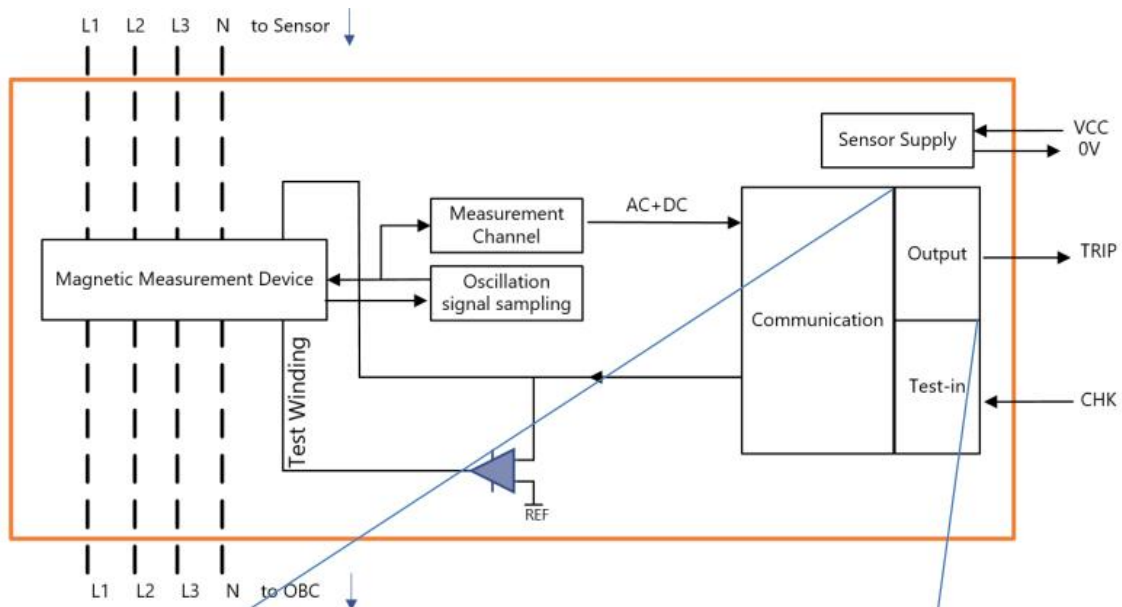 L1 L2 L3 N to Sensor
VCC
Sensor Supply
0V
Measurement
Channel
AC+DC
Magnetic Measurement Device
Oscillation
signal sampling
Output
TRIP
Communication
Test Winding
Test-in
CHK
REF
L1 L2 L3 N to OBC